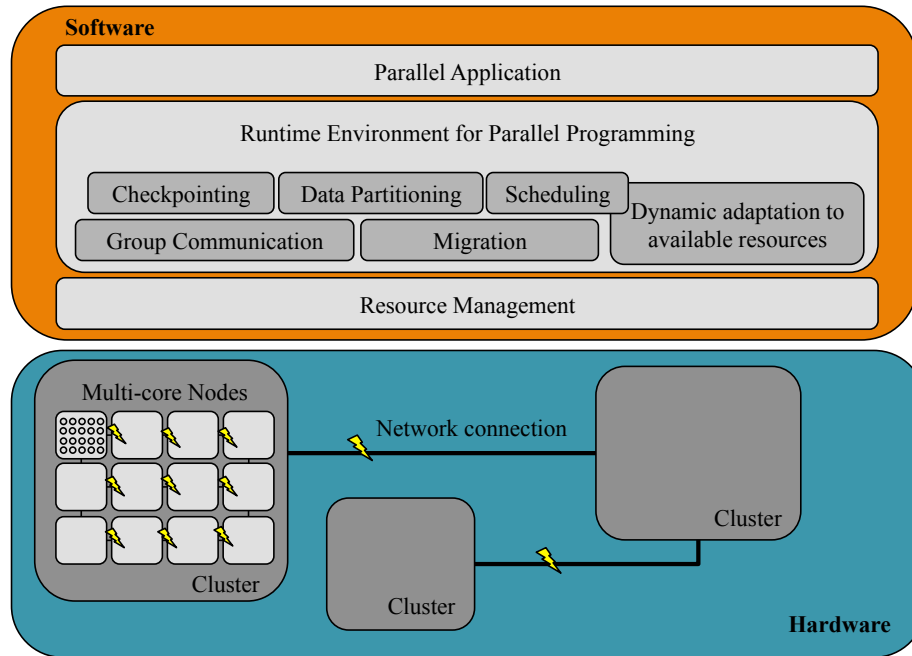 Software
Parallel Application
Runtime Environment for Parallel Programming
Checkpointing
Data Partitioning
Scheduling
Dynamic adaptation to
available resources
Group Communication
Migration
Resource Management
Multi-core Nodes
Network connection
Cluster
Cluster
Cluster
Hardware